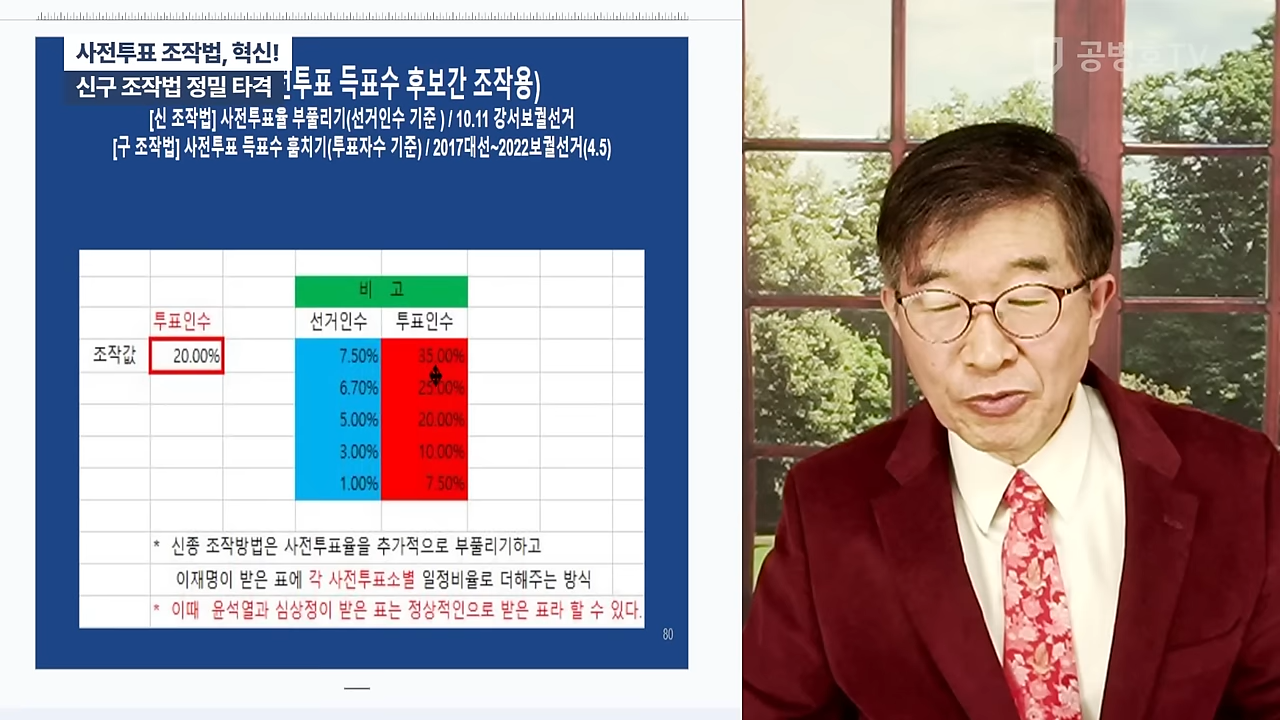 사전투표 조작법, 혁신!
신구 조작법 정밀 타격
투표 득표수 후보간 조작용)
[신 조작법] 사전투표율 부풀리기(선거인수 기준 ) / 10.11 강서보궐선거
[구 조작법] 사전투표 득표수 훔치기(투표자수 기준) / 2017대선~2022보궐선거(4.5)
공병호TV
비 고
투표인수 선거인수 투표인수
조작값 20.00% 7.50% 35.00%
6.70% 25.00%
5.00% 20.00%
3.00% 10.00%
1.00% 7.50%
* 신종 조작방법은 사전투표율을 추가적으로 부풀리기하고
이재명이 받은 표에 각 사전투표소별 일정비율로 더해주는 방식
* 이때 윤석열과 심상정이 받은 표는 정상적인으로 받은 표라 할 수 있다.
80